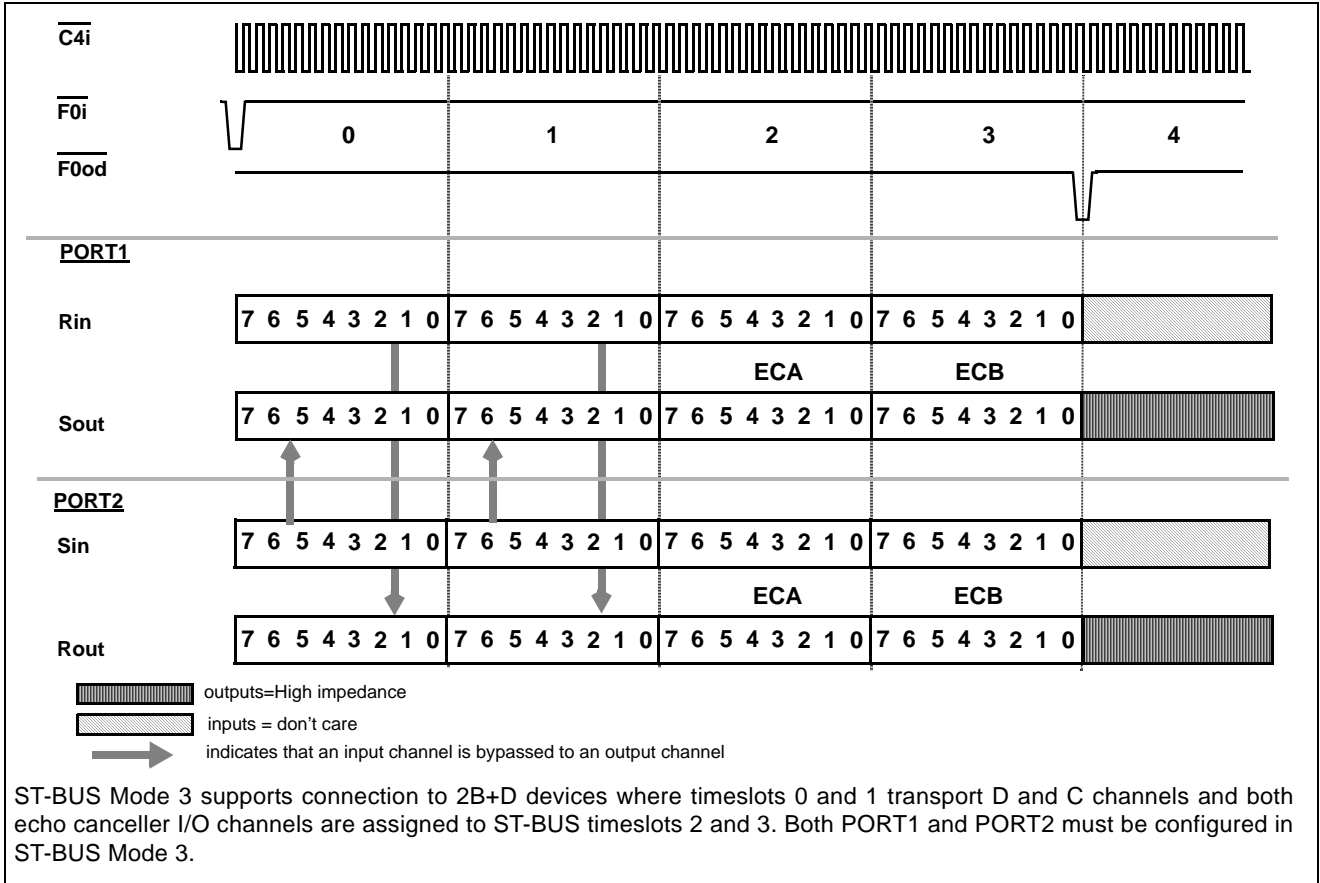 C4i
F0i
0 1 2 3 4
F0od
PORT1
Rin
7 6 5 4 3 2 1 0 7 6 5 4 3 2 1 0 7 6 5 4 3 2 1 0 7 6 5 4 3 2 1 0
ECA ECB
Sout
7 6 5 4 3 2 1 0 7 6 5 4 3 2 1 0 7 6 5 4 3 2 1 0 7 6 5 4 3 2 1 0
PORT2
Sin
7 6 5 4 3 2 1 0 7 6 5 4 3 2 1 0 7 6 5 4 3 2 1 0 7 6 5 4 3 2 1 0
ECA ECB
Rout
7 6 5 4 3 2 1 0 7 6 5 4 3 2 1 0 7 6 5 4 3 2 1 0 7 6 5 4 3 2 1 0
outputs=High impedance
inputs = don't care
indicates that an input channel is bypassed to an output channel
ST-BUS Mode 3 supports connection to 2B+D devices where timeslots 0 and 1 transport D and C channels and both
echo canceller I/O channels are assigned to ST-BUS timeslots 2 and 3. Both PORT1 and PORT2 must be configured in
ST-BUS Mode 3.